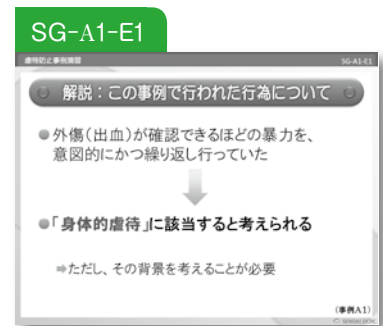 SG-A1-E1
虐待防止事例演習 SG-A1-E1
解説：この事例で行われた行為について
●外傷（出血）が確認できるほどの暴力を、
意図的にかつ繰り返し行っていた
●「身体的虐待」に該当すると考えられる
⇒ただし、その背景を考えることが必要
（事例A1）